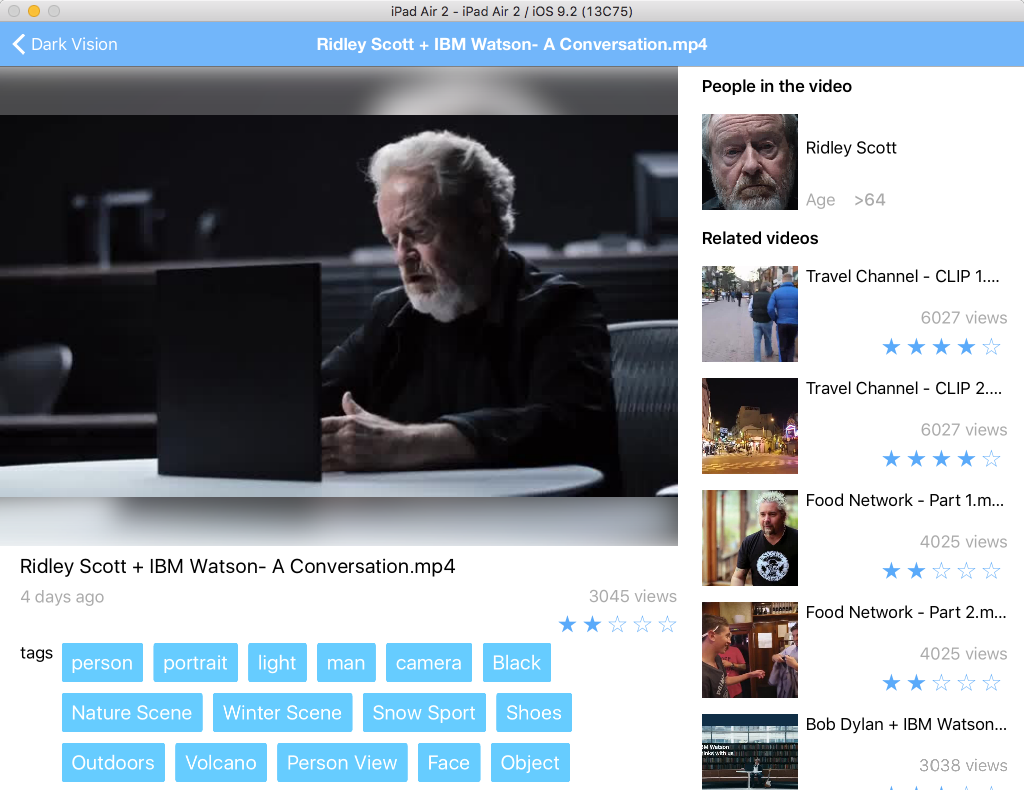 iPad Air 2 - iPad Air 2 / iOS 9.2 (13C75)
Dark Vision
Ridley Scott + IBM Watson- A Conversation.mp4
People in the video
Ridley Scott
Age >64
Related videos
Travel Channel - CLIP 1....
6027 views
Travel Channel - CLIP 2....
6027 views
Food Network - Part 1.m...
4025 views
Food Network - Part 2.m...
4025 views
Bob Dylan + IBM Watson...
3038 views
Ridley Scott + IBM Watson- A Conversation.mp4
4 days ago
3045 views
tags
person portrait light man camera Black
Nature Scene Winter Scene Snow Sport Shoes
Outdoors Volcano Person View Face Object